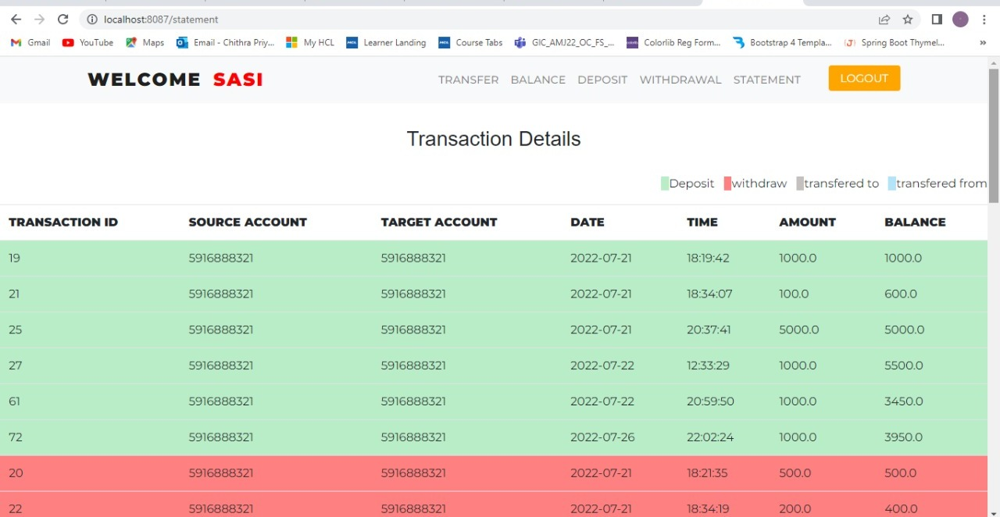 localhost:8087/statement
Gmail YouTube Maps Email - Chithra Priy... My HCL Learner Landing Course Tabs GIC_AMJ22_OC_FS_... Colorlib Reg Form... Bootstrap 4 Templa... Spring Boot Thymel... »
WELCOME SASI TRANSFER BALANCE DEPOSIT WITHDRAWAL STATEMENT LOGOUT
Transaction Details
Deposit withdraw transfered to transfered from
TRANSACTION ID SOURCE ACCOUNT TARGET ACCOUNT DATE TIME AMOUNT BALANCE
19 5916888321 5916888321 2022-07-21 18:19:42 1000.0 1000.0
21 5916888321 5916888321 2022-07-21 18:34:07 100.0 600.0
25 5916888321 5916888321 2022-07-21 20:37:41 5000.0 5000.0
27 5916888321 5916888321 2022-07-22 12:33:29 1000.0 5500.0
61 5916888321 5916888321 2022-07-22 20:59:50 1000.0 3450.0
72 5916888321 5916888321 2022-07-26 22:02:24 1000.0 3950.0
20 5916888321 5916888321 2022-07-21 18:21:35 500.0 500.0
22 5916888321 5916888321 2022-07-21 18:34:19 200.0 400.0